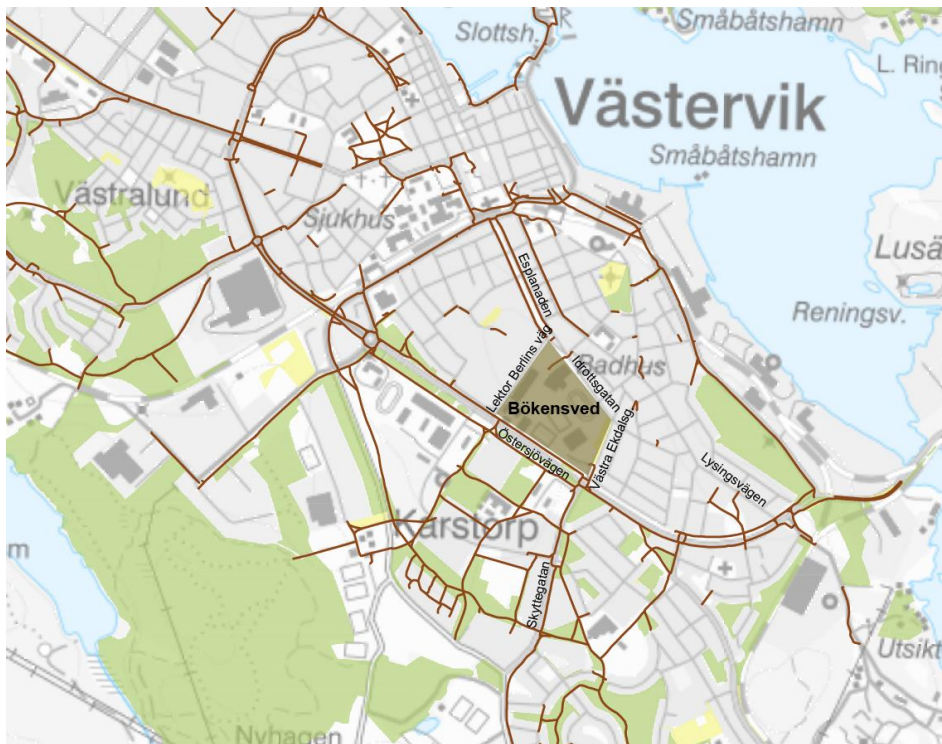 Småbåtshamn
Slottsh.
L. Ring
Västervik
Småbåtshamn
Västralund
Sjukhus
Lusä
Esplanaden
Reningsv.
Lektor Berlins väg
Idrottsgatan
Rådhus
Bökensved
Östersjövägen
Västra Ekdalsg.
Lysingsvägen
Karstorp
m
Skyttegatan
Utsikt
Nyhagen